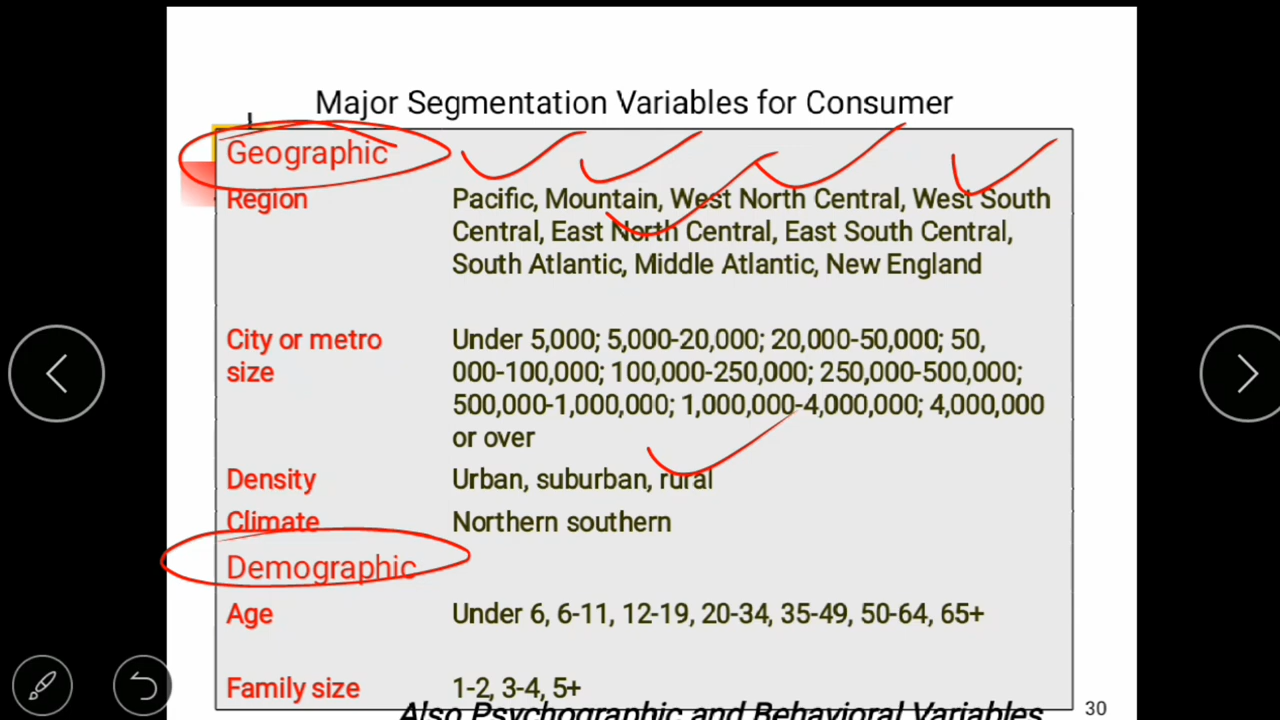 Major Segmentation Variables for Consumer
Geographic
Region
Pacific, Mountain, West North Central, West South
Central, East North Central, East South Central,
South Atlantic, Middle Atlantic, New England
City or metro
size
Under 5,000; 5,000-20,000; 20,000-50,000; 50,
000-100,000; 100,000-250,000; 250,000-500,000;
500,000-1,000,000; 1,000,000-4,000,000; 4,000,000
or over
Density
Urban, suburban, rural
Climate
Northern southern
Demographic
Age
Under 6, 6-11, 12-19, 20-34, 35-49, 50-64, 65+
Family size
1-2, 3-4, 5+
Also Psychographic and Behavioral Variables
30